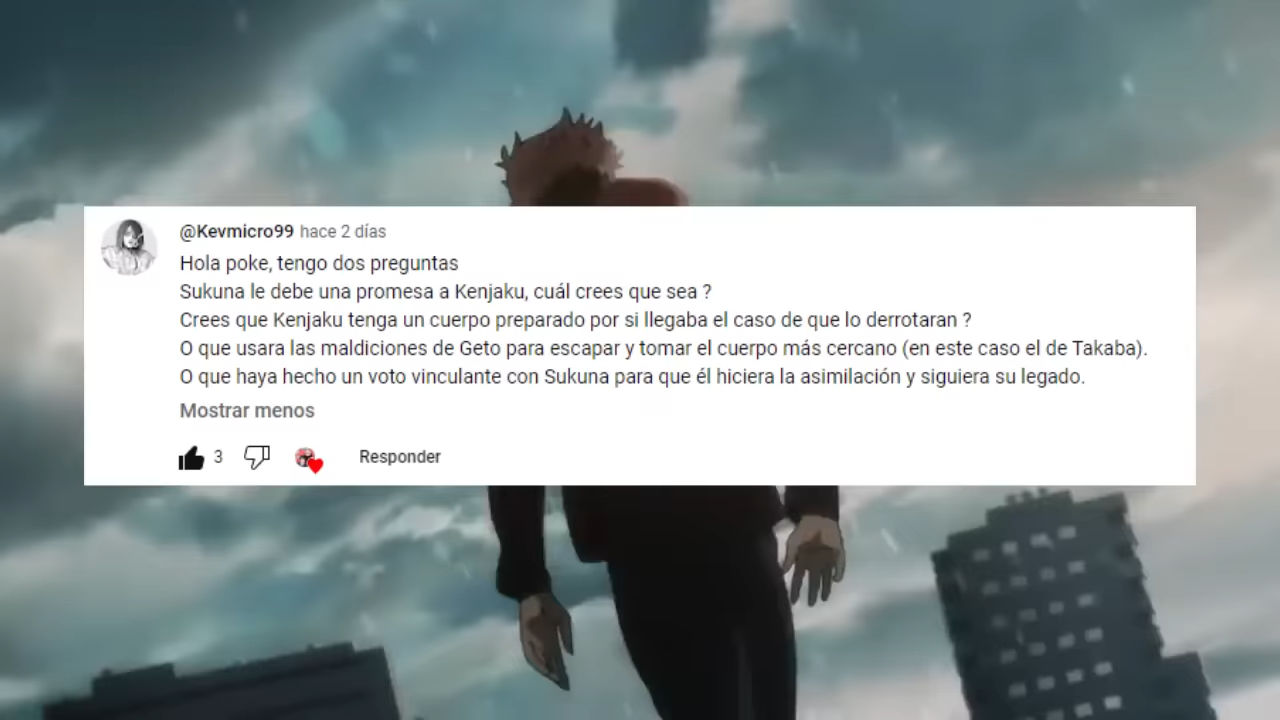 @Kevmicro99 hace 2 días
Hola poke, tengo dos preguntas
Sukuna le debe una promesa a Kenjaku, cuál crees que sea ?
Crees que Kenjaku tenga un cuerpo preparado por si llegaba el caso de que lo derrotaran ?
O que usara las maldiciones de Geto para escapar y tomar el cuerpo más cercano (en este caso el de Takaba).
O que haya hecho un voto vinculante con Sukuna para que él hiciera la asimilación y siguiera su legado.
Mostrar menos
3 Responder